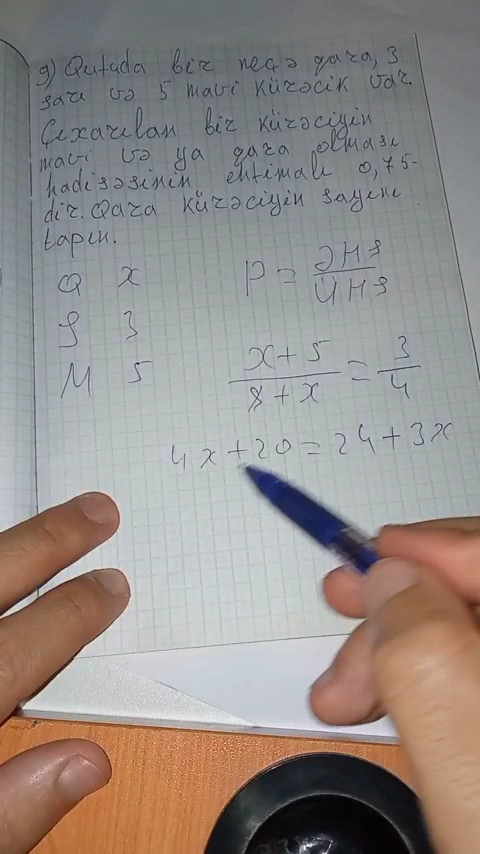 9) Qutuda bir neçə qara, 3
sarı və 5 mavi kürəcik var.
Çıxarılan bir kürəciyin
mavi və ya qara olması
hadisəsinin ehtimalı 0,75-
dir. Qara kürəciyin sayını
tapın.
Q x
S 3
M 5
P = ƏHS / ÜHS
x + 5 / 8 + x = 3 / 4
4x + 20 = 24 + 3x